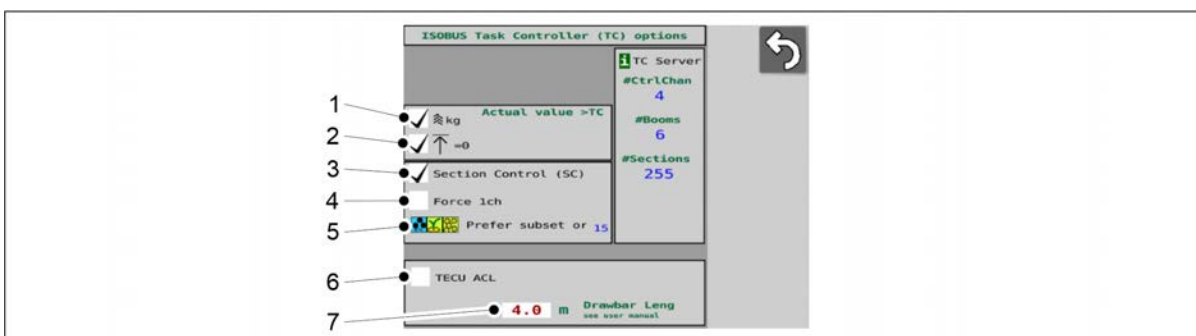 ISOBUS Task Controller (TC) options
i TC Server
#CtrlChan
4
#Booms
6
#Sections
255
1
kg Actual value >TC
2
=0
3
Section Control (SC)
4
Force 1ch
5
Prefer subset or 15
6
TECU ACL
7
4.0 m Drawbar Leng
see user manual